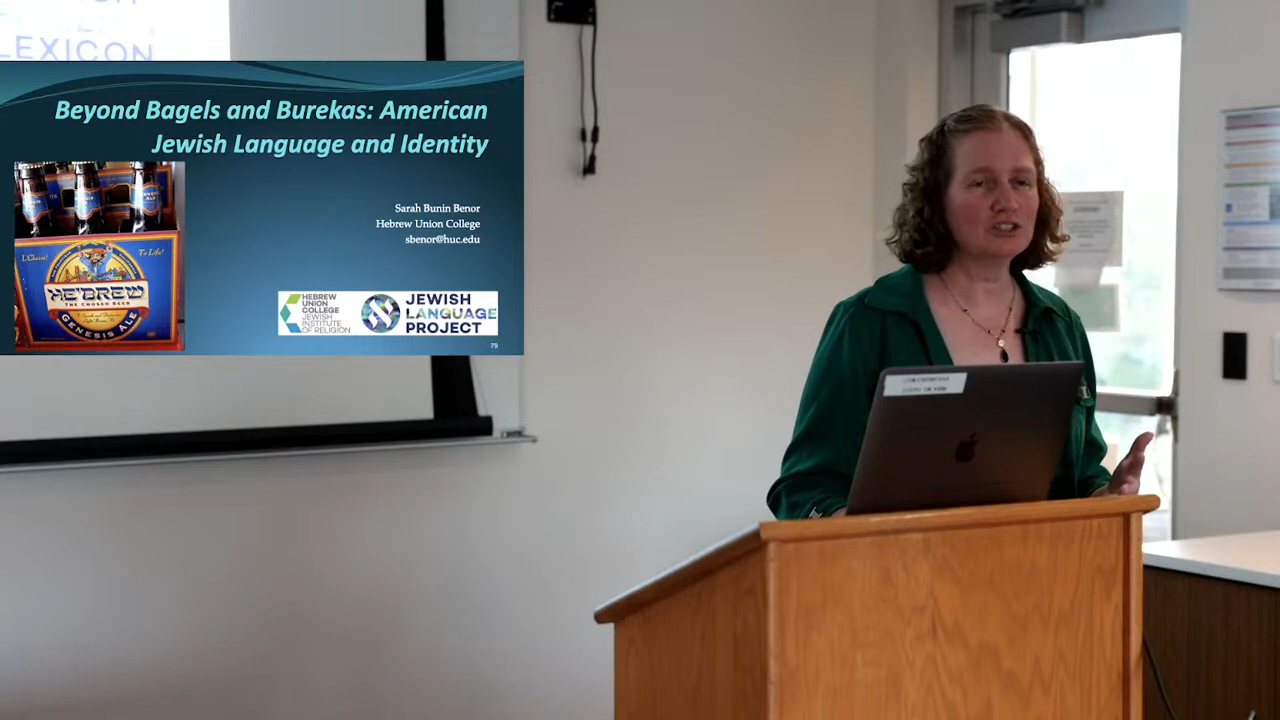 LEXICON
Beyond Bagels and Burekas: American
Jewish Language and Identity
Sarah Bunin Benor
Hebrew Union College
sbenor@huc.edu
L'Chaim!
To Life!
HE'BREW
THE CHOSEN BEER
GENESIS ALE
HEBREW
UNION
COLLEGE
JEWISH
INSTITUTE
OF RELIGION
JEWISH
LANGUAGE
PROJECT
79